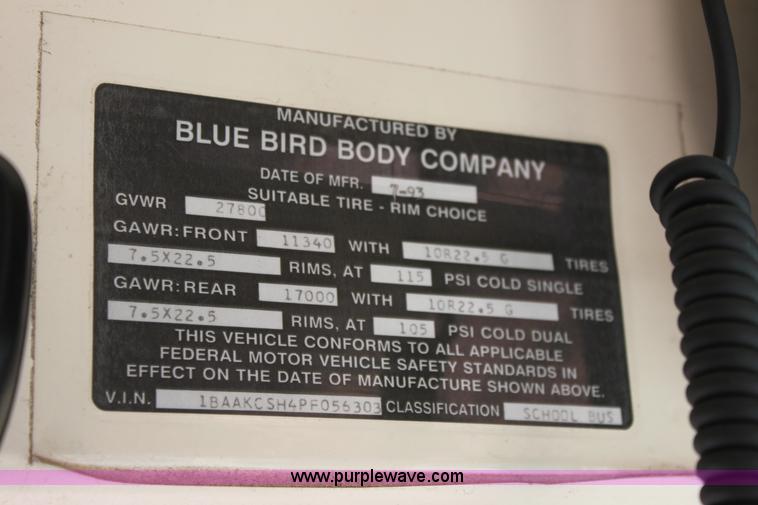 MANUFACTURED BY
BLUE BIRD BODY COMPANY
DATE OF MFR. 7-93
SUITABLE TIRE - RIM CHOICE
GVWR 27800
GAWR: FRONT 11340 WITH 10R22.5 G TIRES
7.5X22.5 RIMS, AT 115 PSI COLD SINGLE
GAWR: REAR 17000 WITH 10R22.5 G TIRES
7.5X22.5 RIMS, AT 105 PSI COLD DUAL
THIS VEHICLE CONFORMS TO ALL APPLICABLE
FEDERAL MOTOR VEHICLE SAFETY STANDARDS IN
EFFECT ON THE DATE OF MANUFACTURE SHOWN ABOVE.
V.I.N. 1BAAKCSH4PF056303 CLASSIFICATION SCHOOL BUS
www.purplewave.com